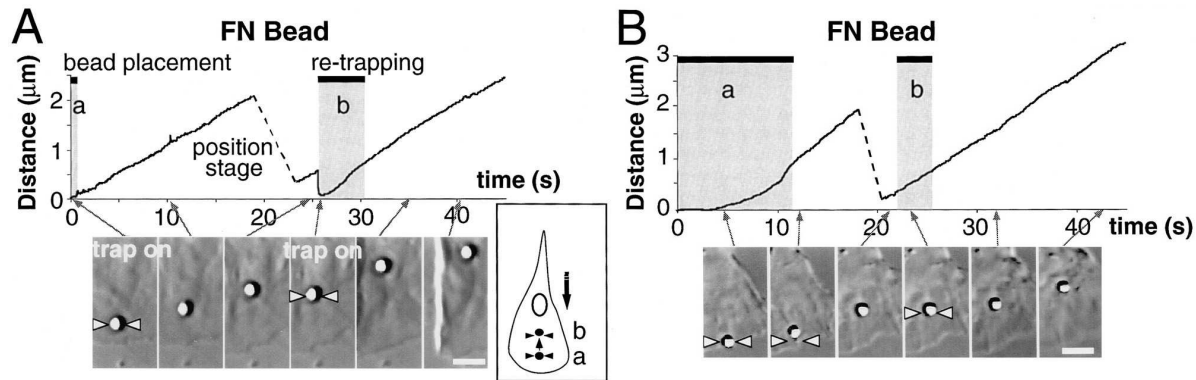 A
FN Bead
bead placement
re-trapping
a
b
position
stage
Distance (μm)
2
1
0
0
10
20
30
40
time (s)
trap on
trap on
b
a
B
FN Bead
a
b
Distance (μm)
3
2
1
0
0
10
20
30
40
time (s)